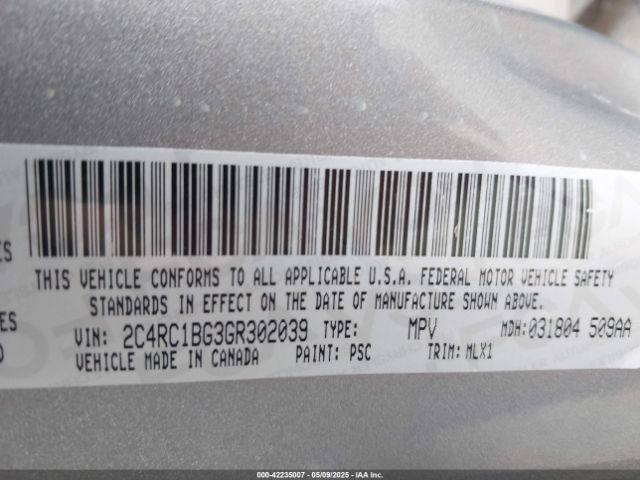 THIS VEHICLE CONFORMS TO ALL APPLICABLE U.S.A. FEDERAL MOTOR VEHICLE SAFETY
STANDARDS IN EFFECT ON THE DATE OF MANUFACTURE SHOWN ABOVE.
VIN: 2C4RC1BG3GR302039 TYPE: MPV MDH: 031804 509AA
VEHICLE MADE IN CANADA PAINT: PSC TRIM: MLX1
000-42235007 05/09/2025 IAA Inc.